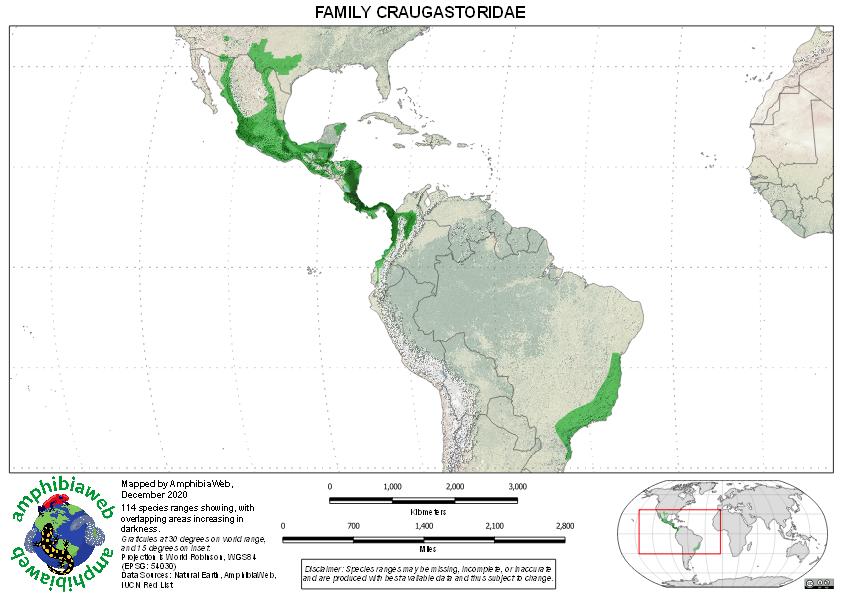 FAMILY CRAUGASTORIDAE
amphibiaweb
amphibiaweb
Mapped by AmphibiaWeb,
December 2020
114 species ranges showing, with
overlapping areas increasing in
darkness.
Graticules at 30 degrees on world range,
and 15 degrees on inset.
Projection is World Robinson, WGS84
(EPSG: 54030)
Data Sources: Natural Earth, AmphibiaWeb,
IUCN Red List
0 1,000 2,000 3,000
Kilometers
0 700 1,400 2,100 2,800
Miles
Disclaimer: Species ranges may be missing, incomplete, or inaccurate
and are produced with best available data and thus subject to change.